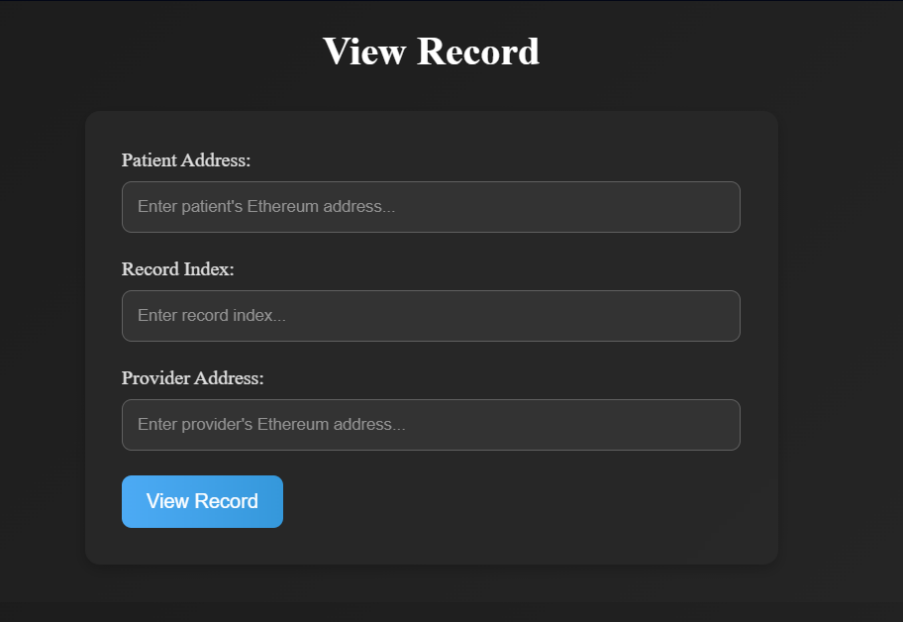 View Record
Patient Address:
Enter patient's Ethereum address...
Record Index:
Enter record index...
Provider Address:
Enter provider's Ethereum address...
View Record